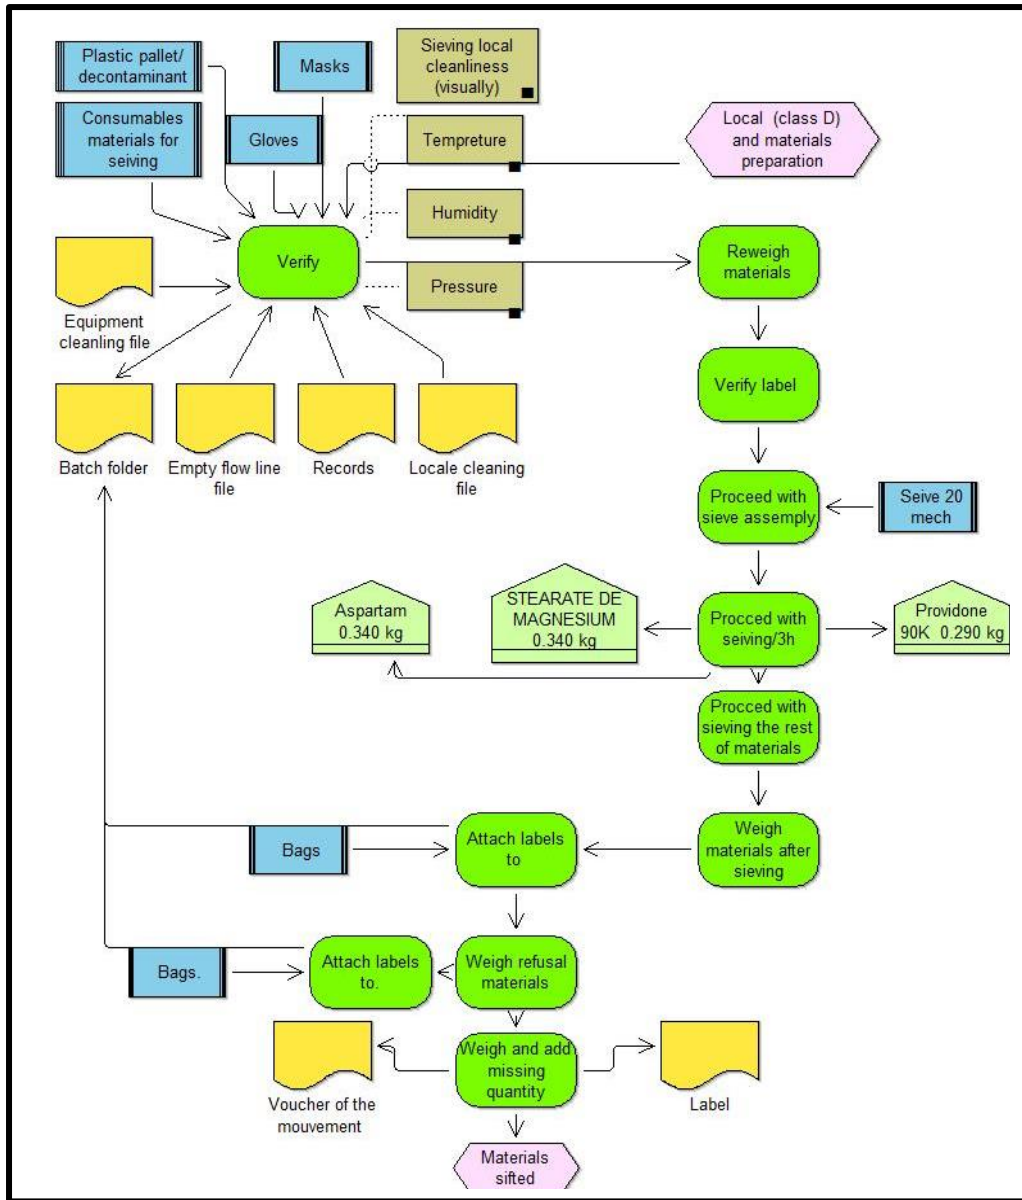 Plastic pallet/
decontaminant
Masks
Sieving local
cleanliness
(visually)
Consumables
materials for
seiving
Gloves
Tempreture
Local (class D)
and materials
preparation
Humidity
Verify
Reweigh
materials
Pressure
Equipment
cleanling file
Verify label
Batch folder
Empty flow line
file
Records
Locale cleaning
file
Proceed with
sieve assembly
Seive 20
mech
Aspartam
0.340 kg
STEARATE DE
MAGNESIUM
0.340 kg
Procced with
seiving/3h
Providone
90K 0.290 kg
Procced with
sieving the rest
of materials
Bags
Attach labels
to
Weigh
materials after
sieving
Bags.
Attach labels
to.
Weigh refusal
materials
Weigh and add
missing
quantity
Voucher of the
mouvement
Label
Materials
sifted